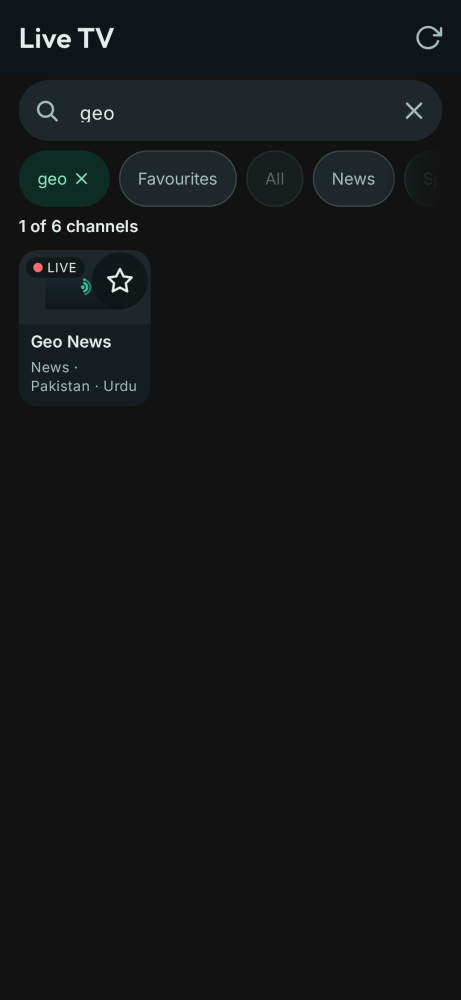 Live TV
geo
geo
Favourites
All
News
1 of 6 channels
LIVE
Geo News
News ·
Pakistan · Urdu